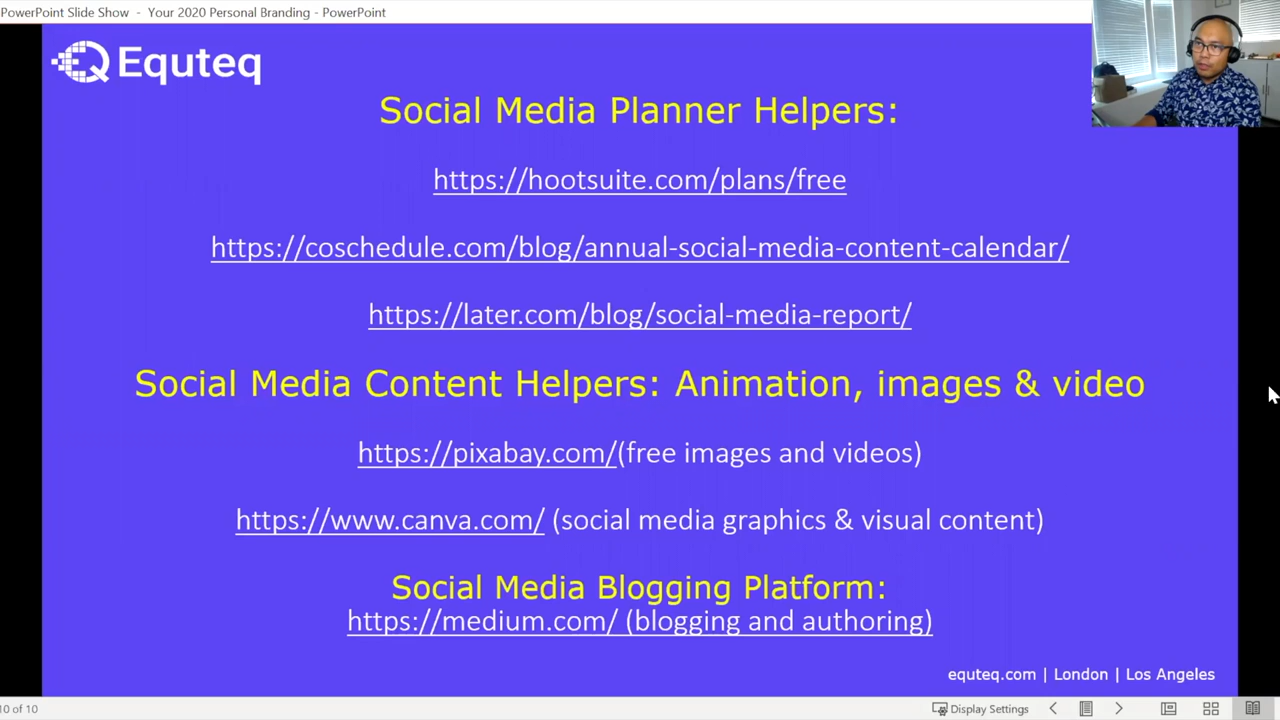 PowerPoint Slide Show - Your 2020 Personal Branding - PowerPoint
Equteq
Social Media Planner Helpers:
https://hootsuite.com/plans/free
https://coschedule.com/blog/annual-social-media-content-calendar/
https://later.com/blog/social-media-report/
Social Media Content Helpers: Animation, images & video
https://pixabay.com/(free images and videos)
https://www.canva.com/ (social media graphics & visual content)
Social Media Blogging Platform:
https://medium.com/ (blogging and authoring)
equteq.com | London | Los Angeles
10 of 10
Display Settings